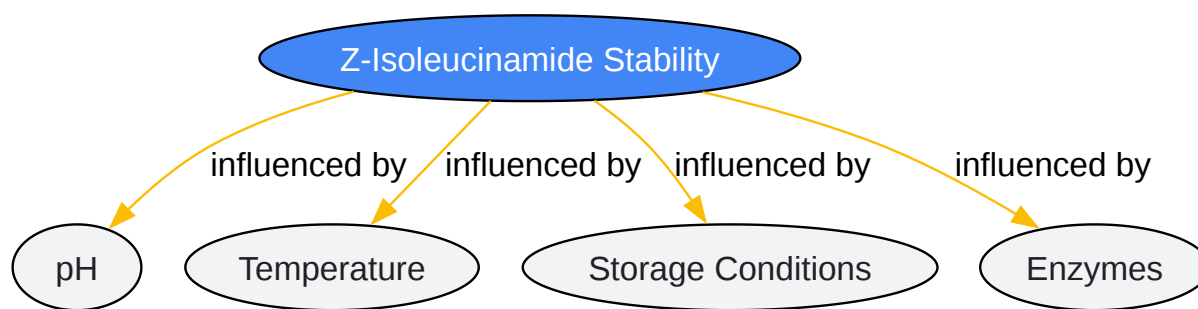 Z-Isoleucinamide Stability
influenced by
influenced by
influenced by
influenced by
pH
Temperature
Storage Conditions
Enzymes